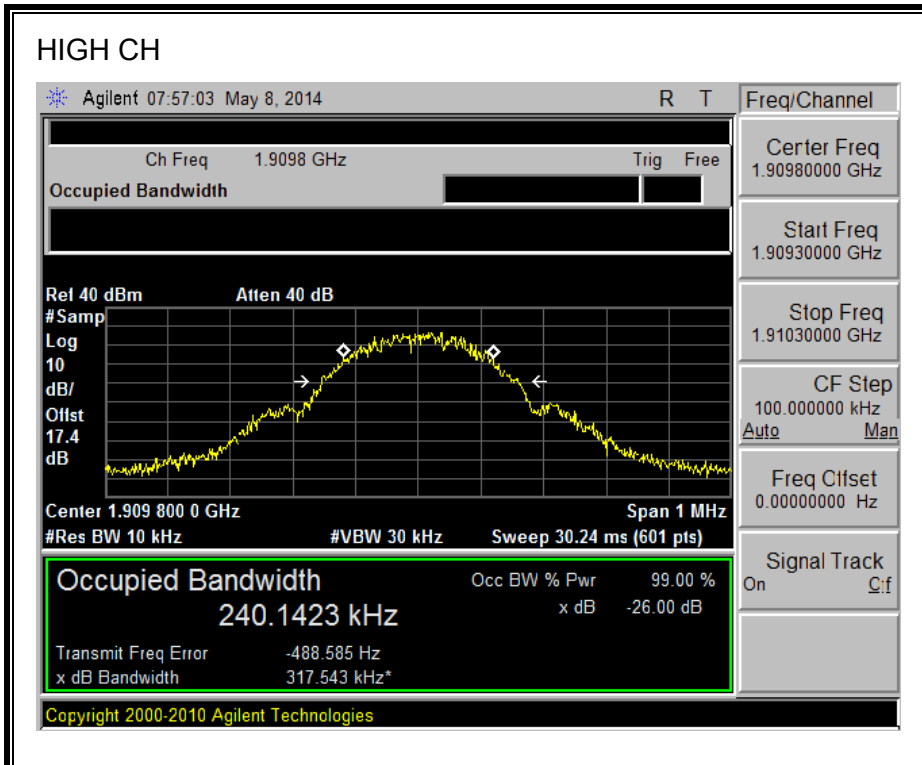 HIGH CH
Agilent 07:57:03 May 8, 2014 R T
Freq/Channel
Ch Freq 1.9098 GHz Trig Free
Occupied Bandwidth
Center Freq
1.90980000 GHz
Start Freq
1.90930000 GHz
Stop Freq
1.91030000 GHz
CF Step
100.000000 kHz
Auto Man
Freq Offset
0.00000000 Hz
Signal Track
On Off
Ref 40 dBm Atten 40 dB
#Samp
Log
10
dB/
Offst
17.4
dB
Center 1.909 800 0 GHz Span 1 MHz
#Res BW 10 kHz #VBW 30 kHz Sweep 30.24 ms (601 pts)
Occupied Bandwidth
240.1423 kHz
Occ BW % Pwr 99.00 %
x dB -26.00 dB
Transmit Freq Error -488.585 Hz
x dB Bandwidth 317.543 kHz*
Copyright 2000-2010 Agilent Technologies